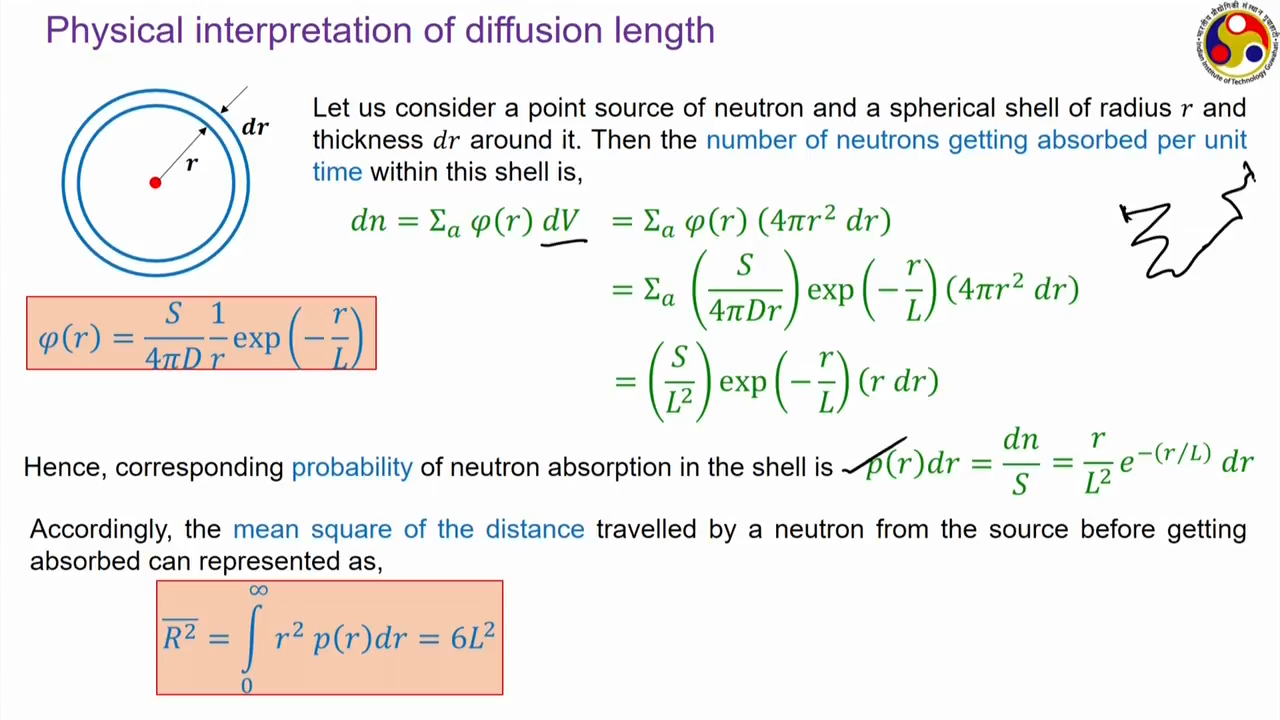 Physical interpretation of diffusion length
dr
r
Let us consider a point source of neutron and a spherical shell of radius r and
thickness dr around it. Then the number of neutrons getting absorbed per unit
time within this shell is,
dn = Σₐ φ(r) dV = Σₐ φ(r) (4πr² dr)
= Σₐ (S/4πDr) exp(−r/L) (4πr² dr)
φ(r) = S/4πD 1/r exp(−r/L)
= (S/L²) exp(−r/L) (r dr)
Hence, corresponding probability of neutron absorption in the shell is p(r)dr = dn/S = r/L² e^−(r/L) dr
Accordingly, the mean square of the distance travelled by a neutron from the source before getting
absorbed can represented as,
R̅² = ∫₀^∞ r² p(r)dr = 6L²